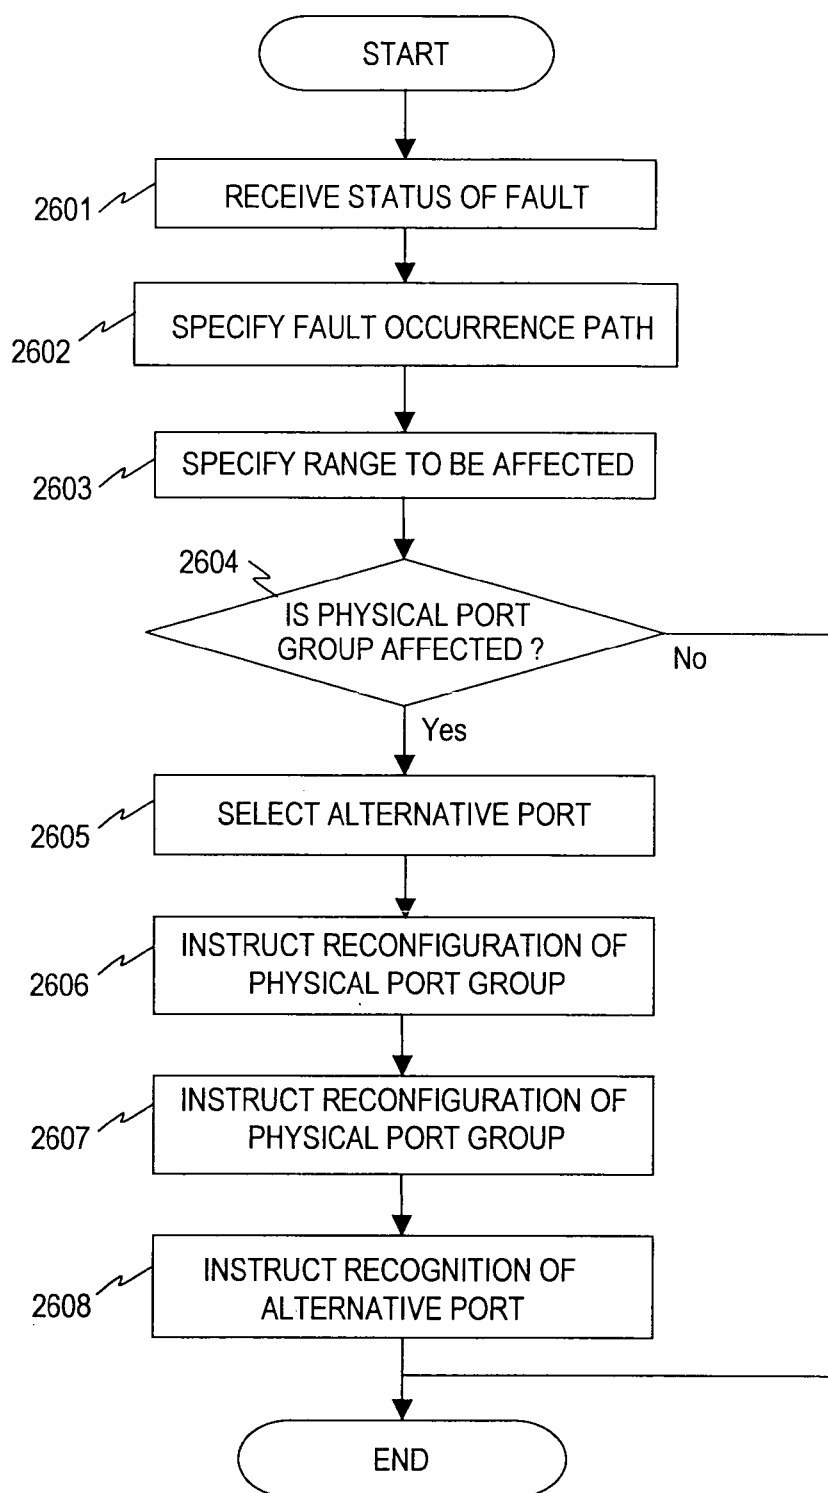 START
2601
RECEIVE STATUS OF FAULT
2602
SPECIFY FAULT OCCURRENCE PATH
2603
SPECIFY RANGE TO BE AFFECTED
2604
IS PHYSICAL PORT
GROUP AFFECTED ?
No
Yes
2605
SELECT ALTERNATIVE PORT
2606
INSTRUCT RECONFIGURATION OF
PHYSICAL PORT GROUP
2607
INSTRUCT RECONFIGURATION OF
PHYSICAL PORT GROUP
2608
INSTRUCT RECOGNITION OF
ALTERNATIVE PORT
END